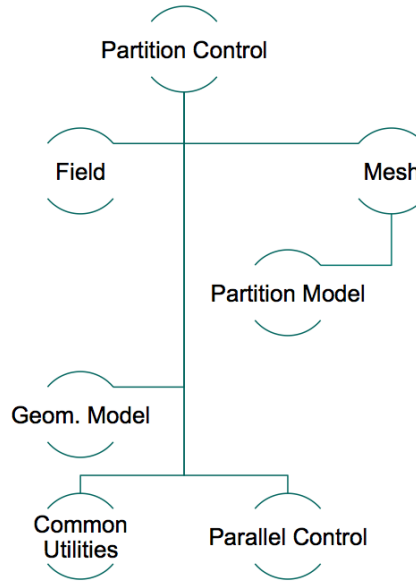 Partition Control
Field
Mesh
Partition Model
Geom. Model
Common
Utilities
Parallel Control